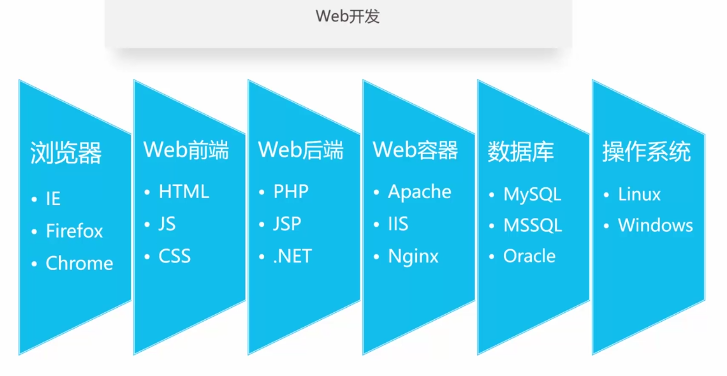 Web开发
浏览器
• IE
• Firefox
• Chrome
Web前端
• HTML
• JS
• CSS
Web后端
• PHP
• JSP
• .NET
Web容器
• Apache
• IIS
• Nginx
数据库
• MySQL
• MSSQL
• Oracle
操作系统
• Linux
• Windows